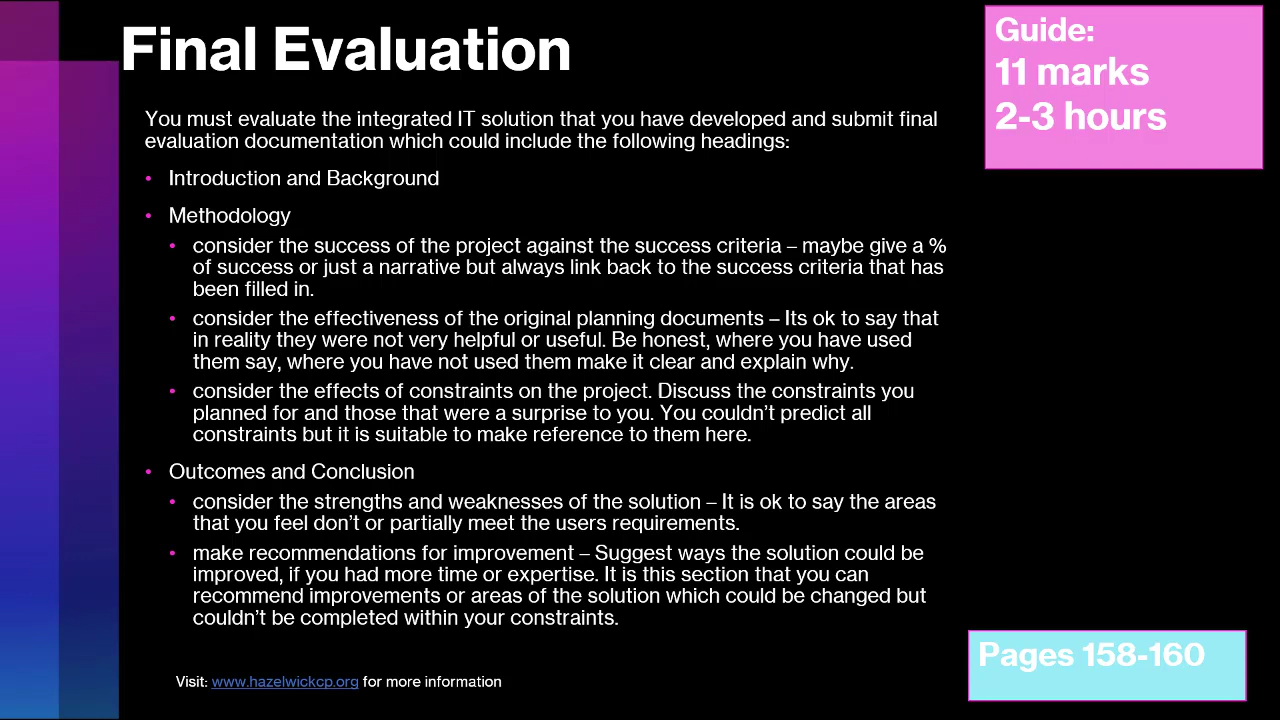 Final Evaluation
Guide:
11 marks
2-3 hours
You must evaluate the integrated IT solution that you have developed and submit final
evaluation documentation which could include the following headings:
• Introduction and Background
• Methodology
• consider the success of the project against the success criteria – maybe give a %
of success or just a narrative but always link back to the success criteria that has
been filled in.
• consider the effectiveness of the original planning documents – Its ok to say that
in reality they were not very helpful or useful. Be honest, where you have used
them say, where you have not used them make it clear and explain why.
• consider the effects of constraints on the project. Discuss the constraints you
planned for and those that were a surprise to you. You couldn’t predict all
constraints but it is suitable to make reference to them here.
• Outcomes and Conclusion
• consider the strengths and weaknesses of the solution – It is ok to say the areas
that you feel don’t or partially meet the users requirements.
• make recommendations for improvement – Suggest ways the solution could be
improved, if you had more time or expertise. It is this section that you can
recommend improvements or areas of the solution which could be changed but
couldn’t be completed within your constraints.
Pages 158-160
Visit: www.hazelwickcp.org for more information